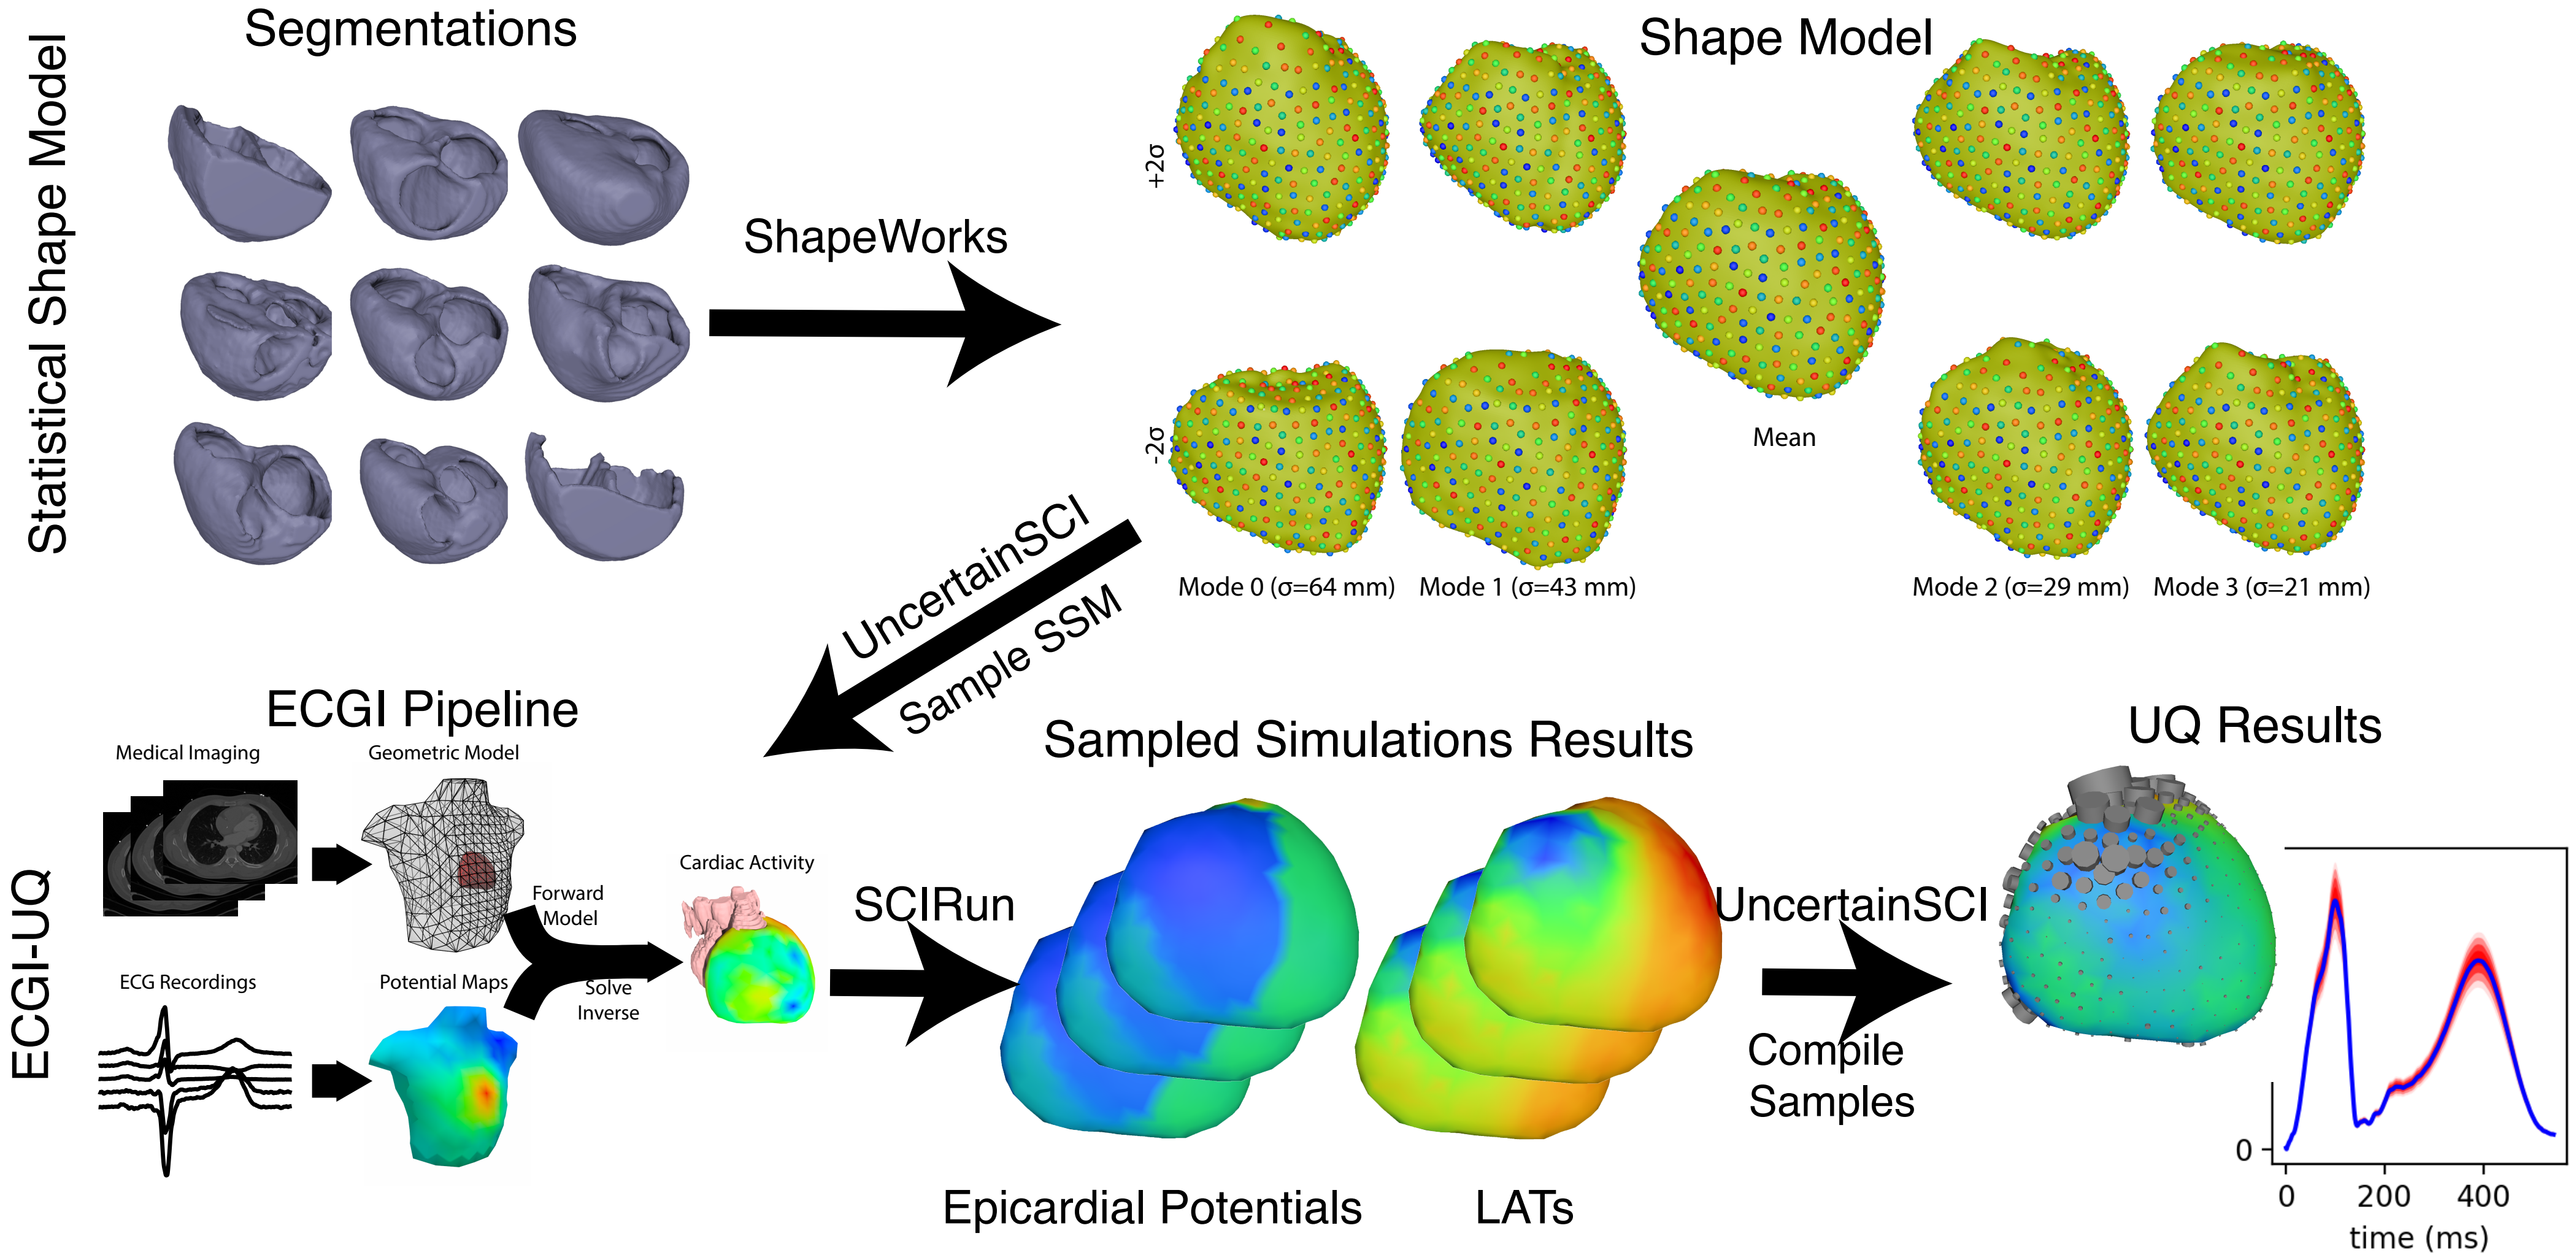 Statistical Shape Model
Segmentations
ShapeWorks
Shape Model
+2σ
-2σ
Mean
Mode 0 (σ=64 mm)
Mode 1 (σ=43 mm)
Mode 2 (σ=29 mm)
Mode 3 (σ=21 mm)
UncertainSCI
Sample SSM
ECGI-UQ
ECGI Pipeline
Medical Imaging
Geometric Model
Forward
Model
ECG Recordings
Potential Maps
Solve
Inverse
Cardiac Activity
SCIRun
Sampled Simulations Results
Epicardial Potentials
LATs
UncertainSCI
Compile
Samples
UQ Results
0
0
200
400
time (ms)